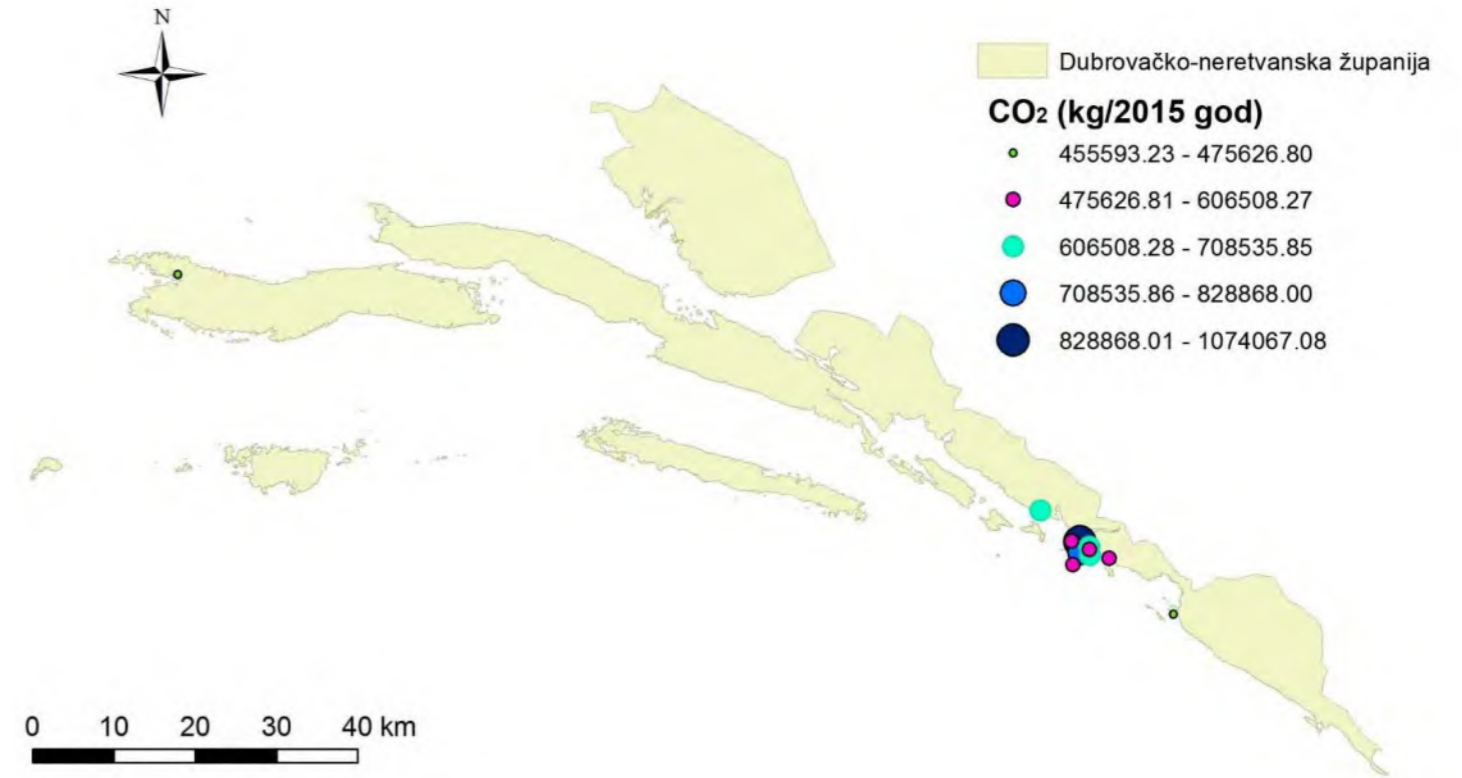 N
Dubrovačko-neretvanska županija
CO₂ (kg/2015 god)
455593.23 - 475626.80
475626.81 - 606508.27
606508.28 - 708535.85
708535.86 - 828868.00
828868.01 - 1074067.08
0 10 20 30 40 km